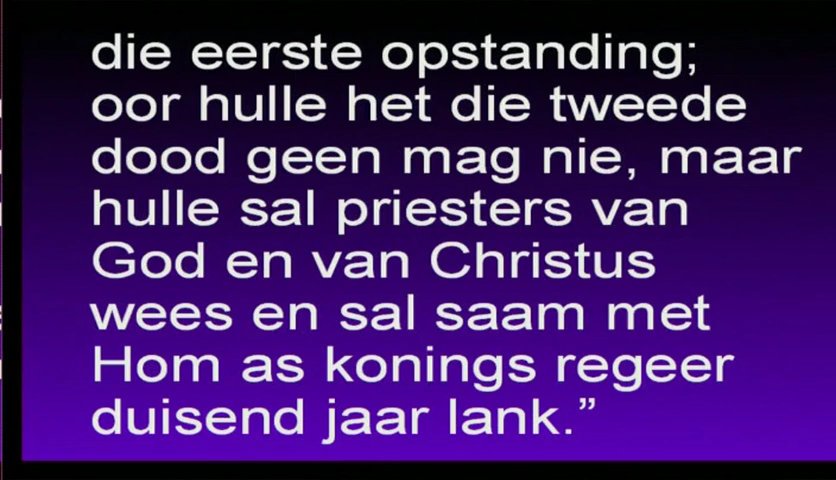 die eerste opstanding;
oor hulle het die tweede
dood geen mag nie, maar
hulle sal priesters van
God en van Christus
wees en sal saam met
Hom as konings regeer
duisend jaar lank.”